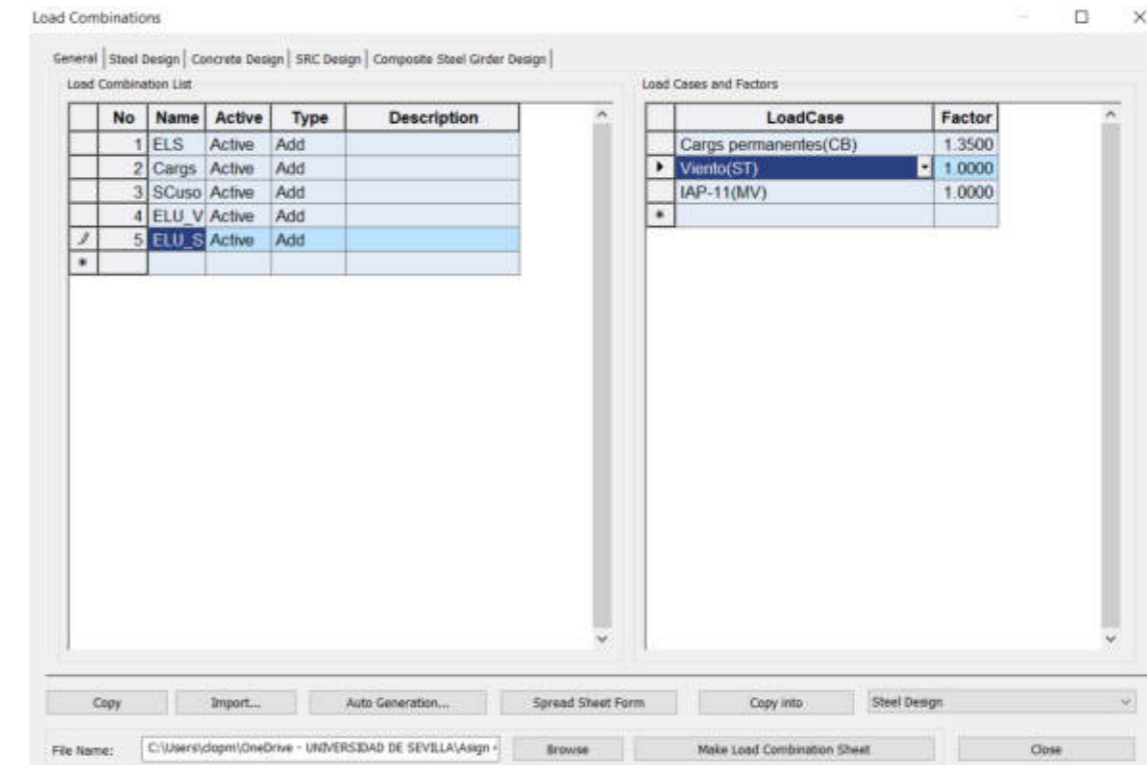 Load Combinations
General Steel Design Concrete Design SRC Design Composite Steel Girder Design
Load Combination List
No Name Active Type Description
1 ELS Active Add
2 Cargs Active Add
3 SCuso Active Add
4 ELU_V Active Add
5 ELU_S Active Add
Load Cases and Factors
LoadCase Factor
Cargs permanentes(CB) 1.3500
Viento(ST) 1.0000
IAP-11(MV) 1.0000
Copy Import... Auto Generation... Spread Sheet Form Copy into Steel Design
File Name: C:\Users\dopm\OneDrive - UNIVERSIDAD DE SEVILLA\Asign Browse Make Load Combination Sheet Close